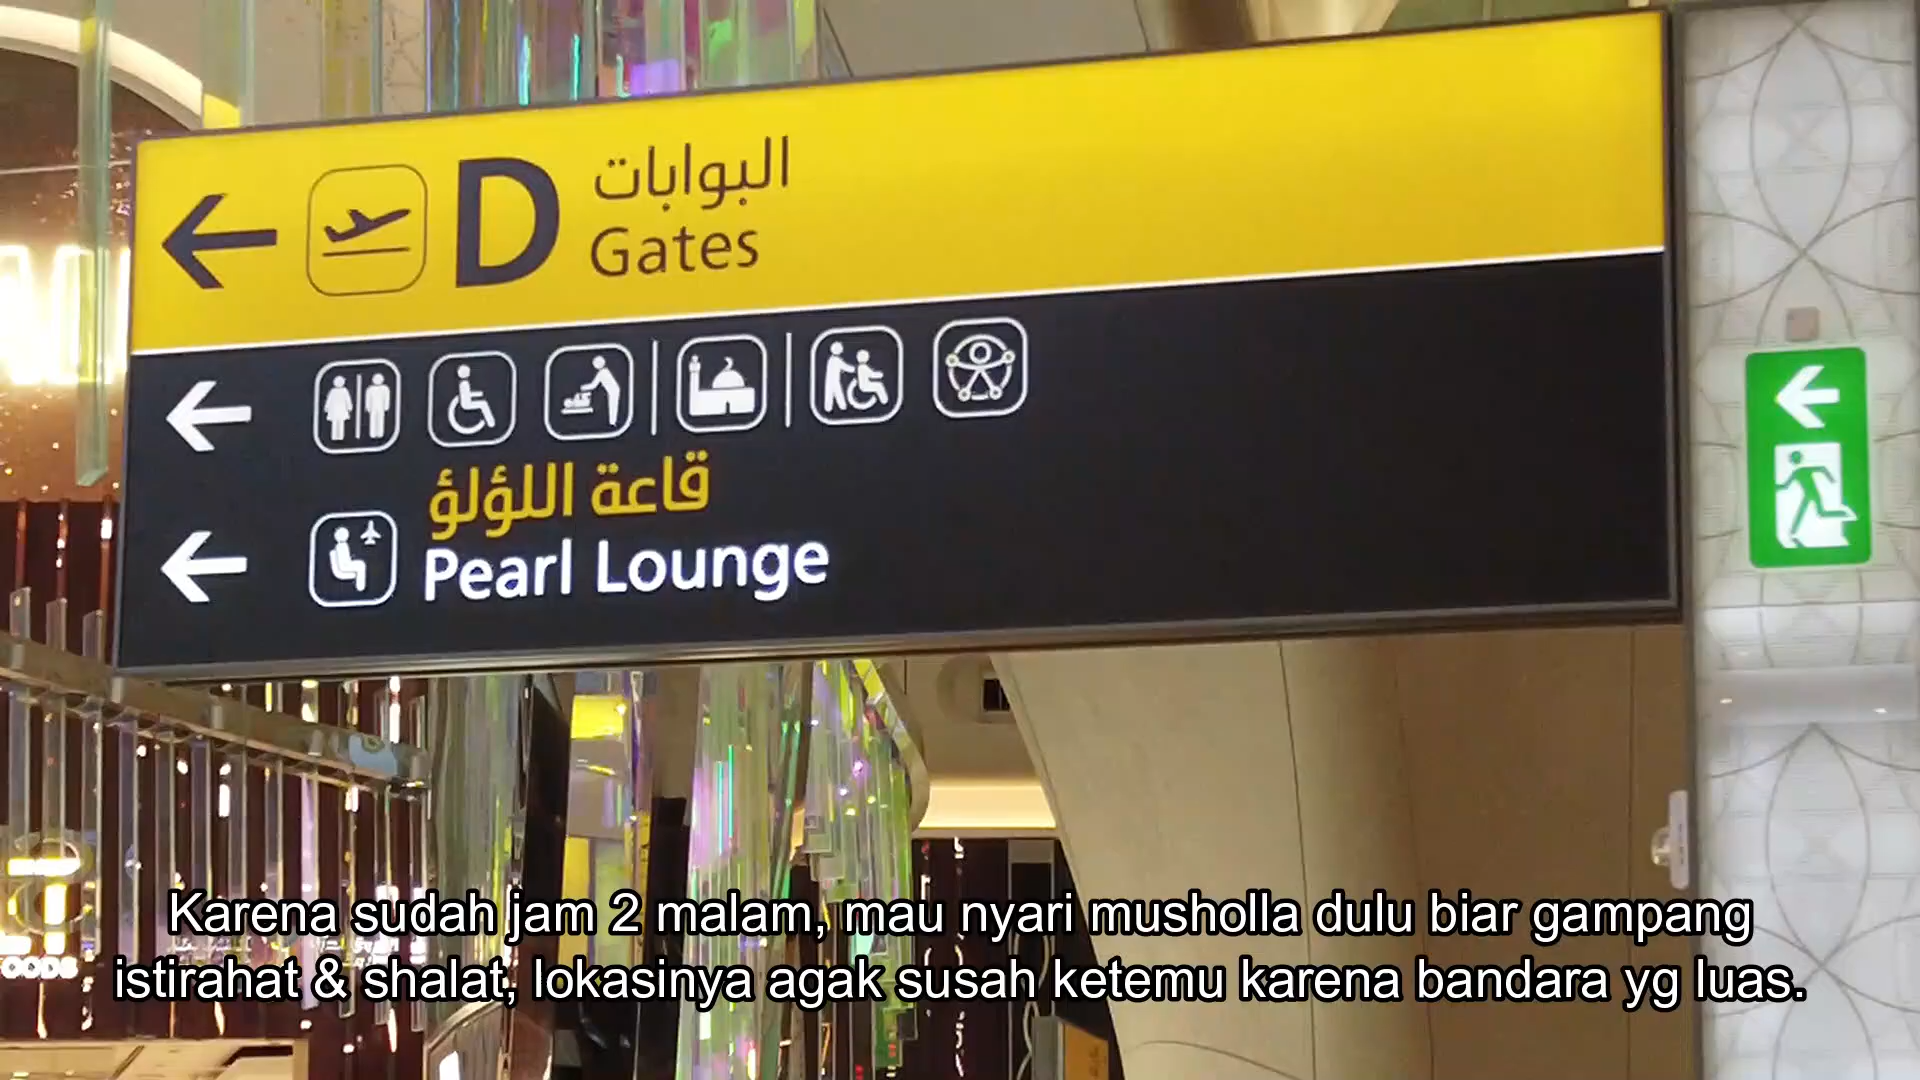 D البوابات
Gates
قاعة اللؤلؤ
Pearl Lounge
Karena sudah jam 2 malam, mau nyari musholla dulu biar gampang
istirahat & shalat, lokasinya agak susah ketemu karena bandara yg luas.